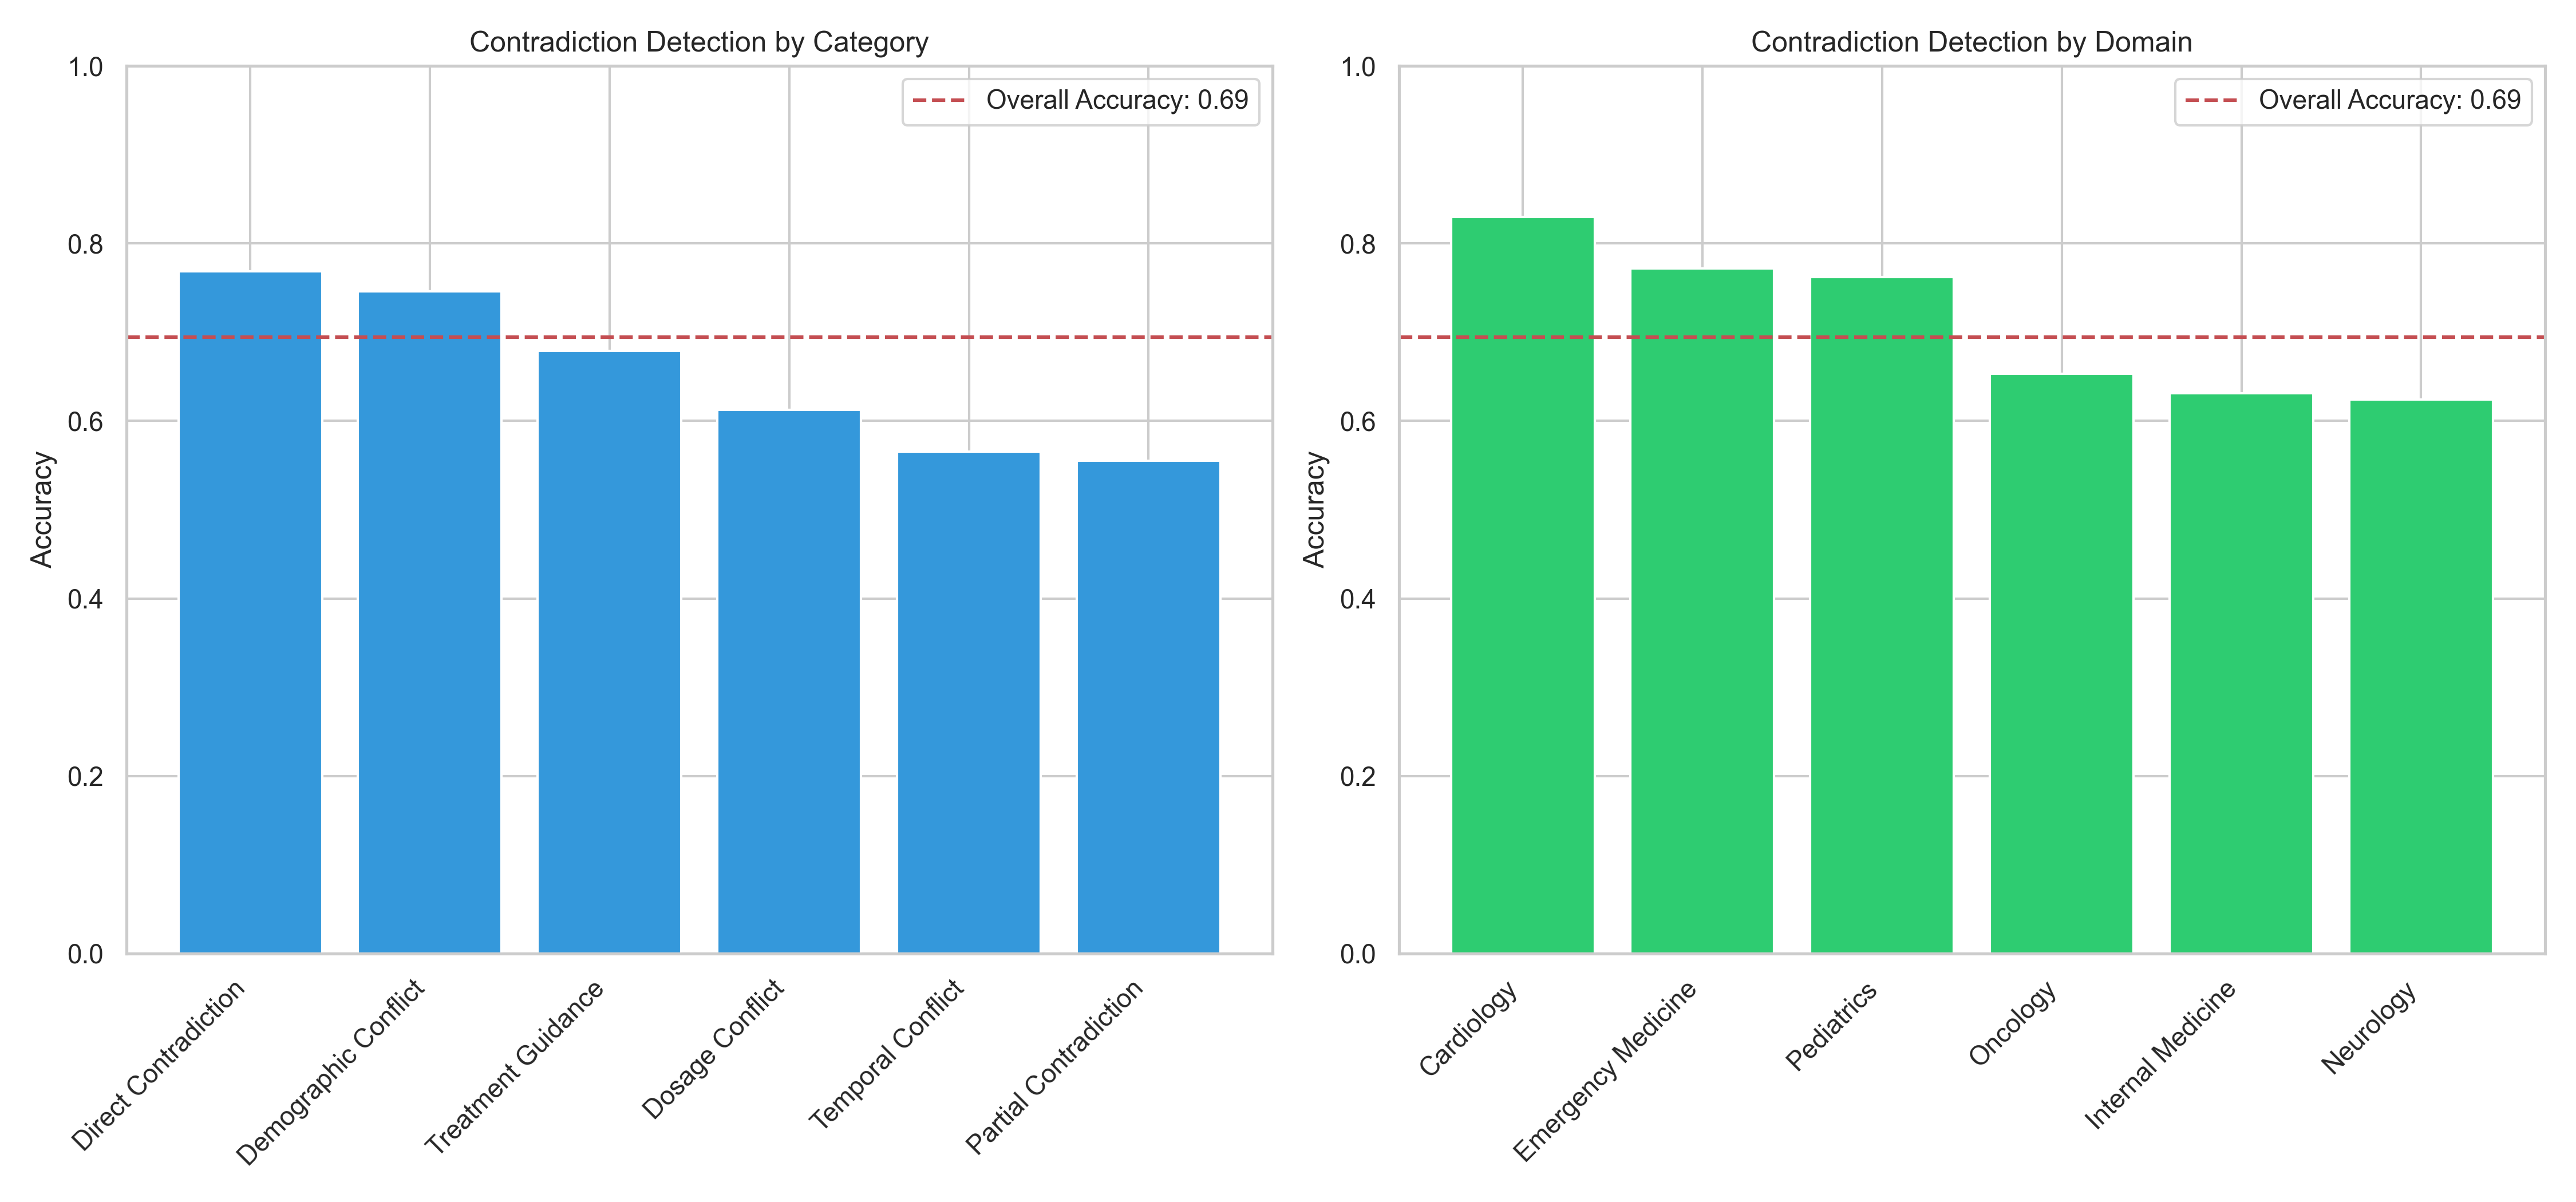 Contradiction Detection by Category
Overall Accuracy: 0.69
Accuracy
1.0
0.8
0.6
0.4
0.2
0.0
Direct Contradiction
Demographic Conflict
Treatment Guidance
Dosage Conflict
Temporal Conflict
Partial Contradiction
Contradiction Detection by Domain
Overall Accuracy: 0.69
Accuracy
1.0
0.8
0.6
0.4
0.2
0.0
Cardiology
Emergency Medicine
Pediatrics
Oncology
Internal Medicine
Neurology